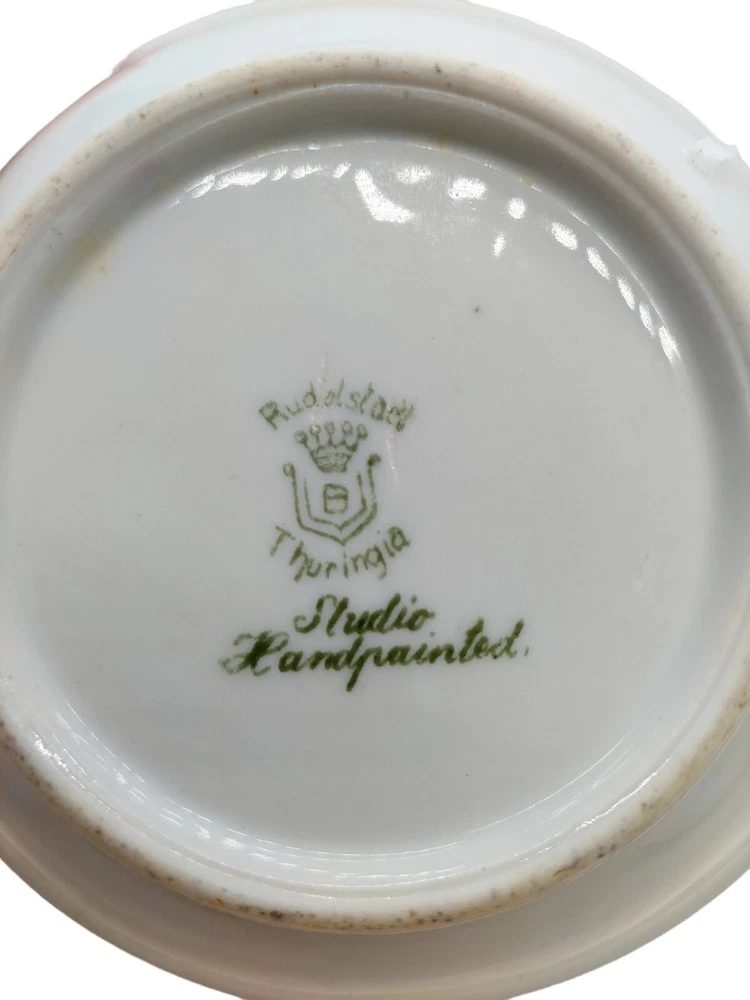 Rudolstadt
B
Thuringia
Studio
Handpainted.